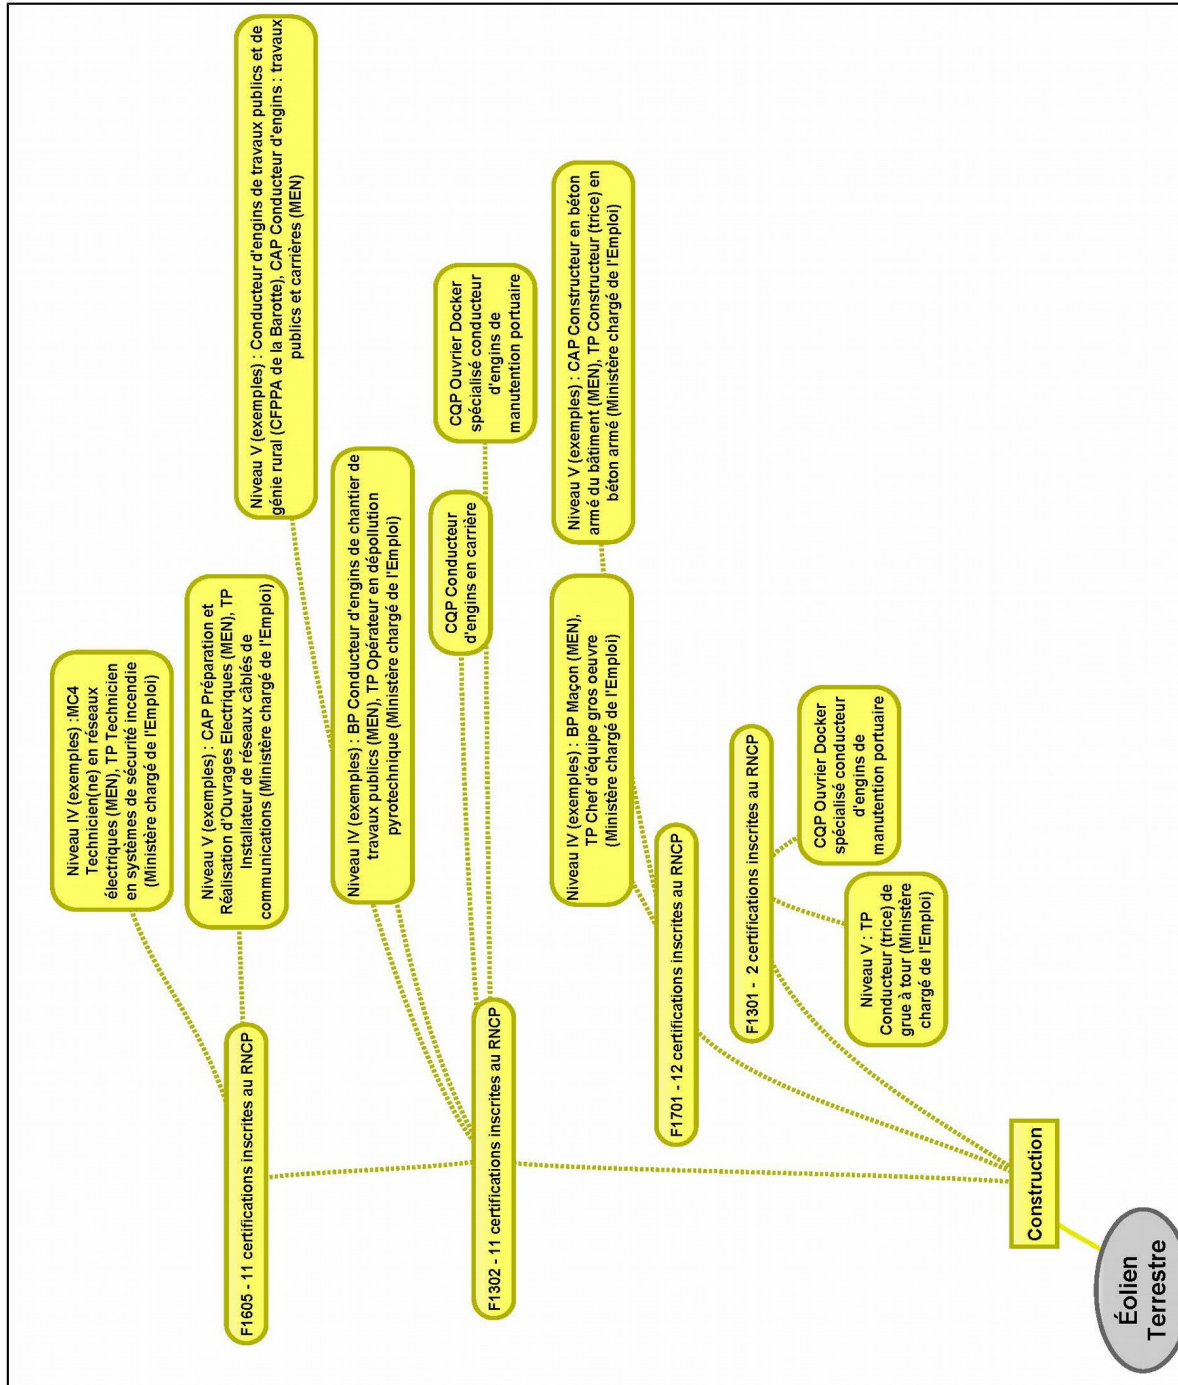 Niveau IV (exemples) :MC4
Technicien(ne) en réseaux
électriques (MEN), TP Technicien
en systèmes de sécurité incendie
(Ministère chargé de l'Emploi)
Niveau V (exemples) : CAP Préparation et
Réalisation d'Ouvrages Electriques (MEN), TP
Installateur de réseaux câblés de
communications (Ministère chargé de l'Emploi)
F1605 - 11 certifications inscrites au RNCP
Niveau V (exemples) : Conducteur d'engins de travaux publics et de
génie rural (CFPPA de la Barotte), CAP Conducteur d'engins : travaux
publics et carrières (MEN)
Niveau IV (exemples) : BP Conducteur d'engins de chantier de
travaux publics (MEN), TP Opérateur en dépollution
pyrotechnique (Ministère chargé de l'Emploi)
CQP Conducteur
d'engins en carrière
CQP Ouvrier Docker
spécialisé conducteur
d'engins de
manutention portuaire
F1302 - 11 certifications inscrites au RNCP
Niveau V (exemples) : CAP Constructeur en béton
armé du bâtiment (MEN), TP Constructeur (trice) en
béton armé (Ministère chargé de l'Emploi)
Niveau IV (exemples) : BP Maçon (MEN),
TP Chef d'équipe gros oeuvre
(Ministère chargé de l'Emploi)
F1701 - 12 certifications inscrites au RNCP
F1301 - 2 certifications inscrites au RNCP
CQP Ouvrier Docker
spécialisé conducteur
d'engins de
manutention portuaire
Niveau V : TP
Conducteur (trice) de
grue à tour (Ministère
chargé de l'Emploi)
Construction
Éolien
Terrestre